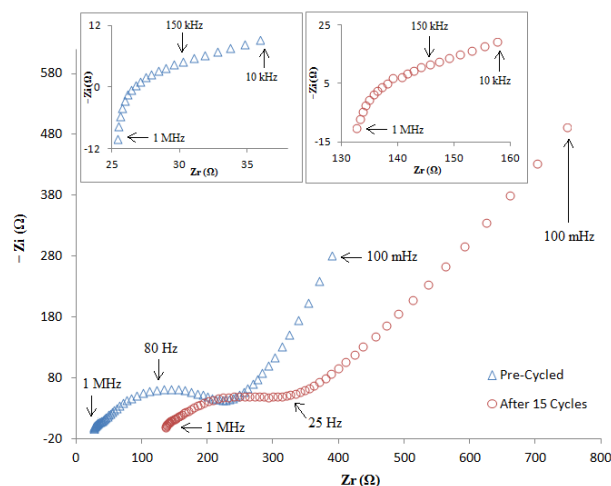 12
0
-12
25
30
35
Zr (Ω)
− Zi (Ω)
150 kHz
10 kHz
1 MHz
25
5
-15
130
140
150
160
Zr (Ω)
−Zi (Ω)
150 kHz
10 kHz
1 MHz
580
480
380
280
180
80
-20
− Zi (Ω)
100 mHz
100 mHz
80 Hz
1 MHz
1 MHz
25 Hz
Pre-Cycled
After 15 Cycles
0
100
200
300
400
500
600
700
800
Zr (Ω)